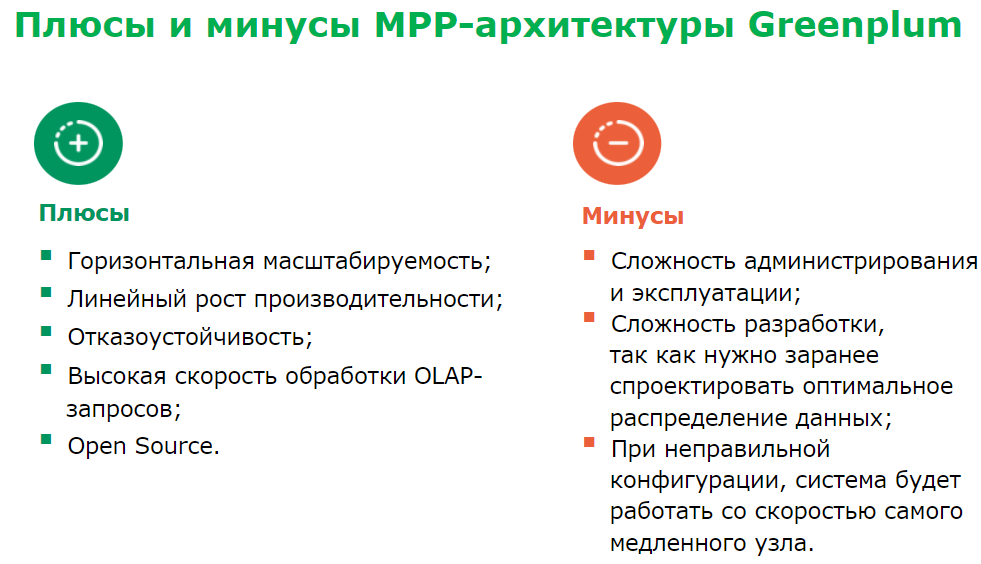 Плюсы и минусы MPP-архитектуры Greenplum
Плюсы
Горизонтальная масштабируемость;
Линейный рост производительности;
Отказоустойчивость;
Высокая скорость обработки OLAP-
запросов;
Open Source.
Минусы
Сложность администрирования
и эксплуатации;
Сложность разработки,
так как нужно заранее
спроектировать оптимальное
распределение данных;
При неправильной
конфигурации, система будет
работать со скоростью самого
медленного узла.